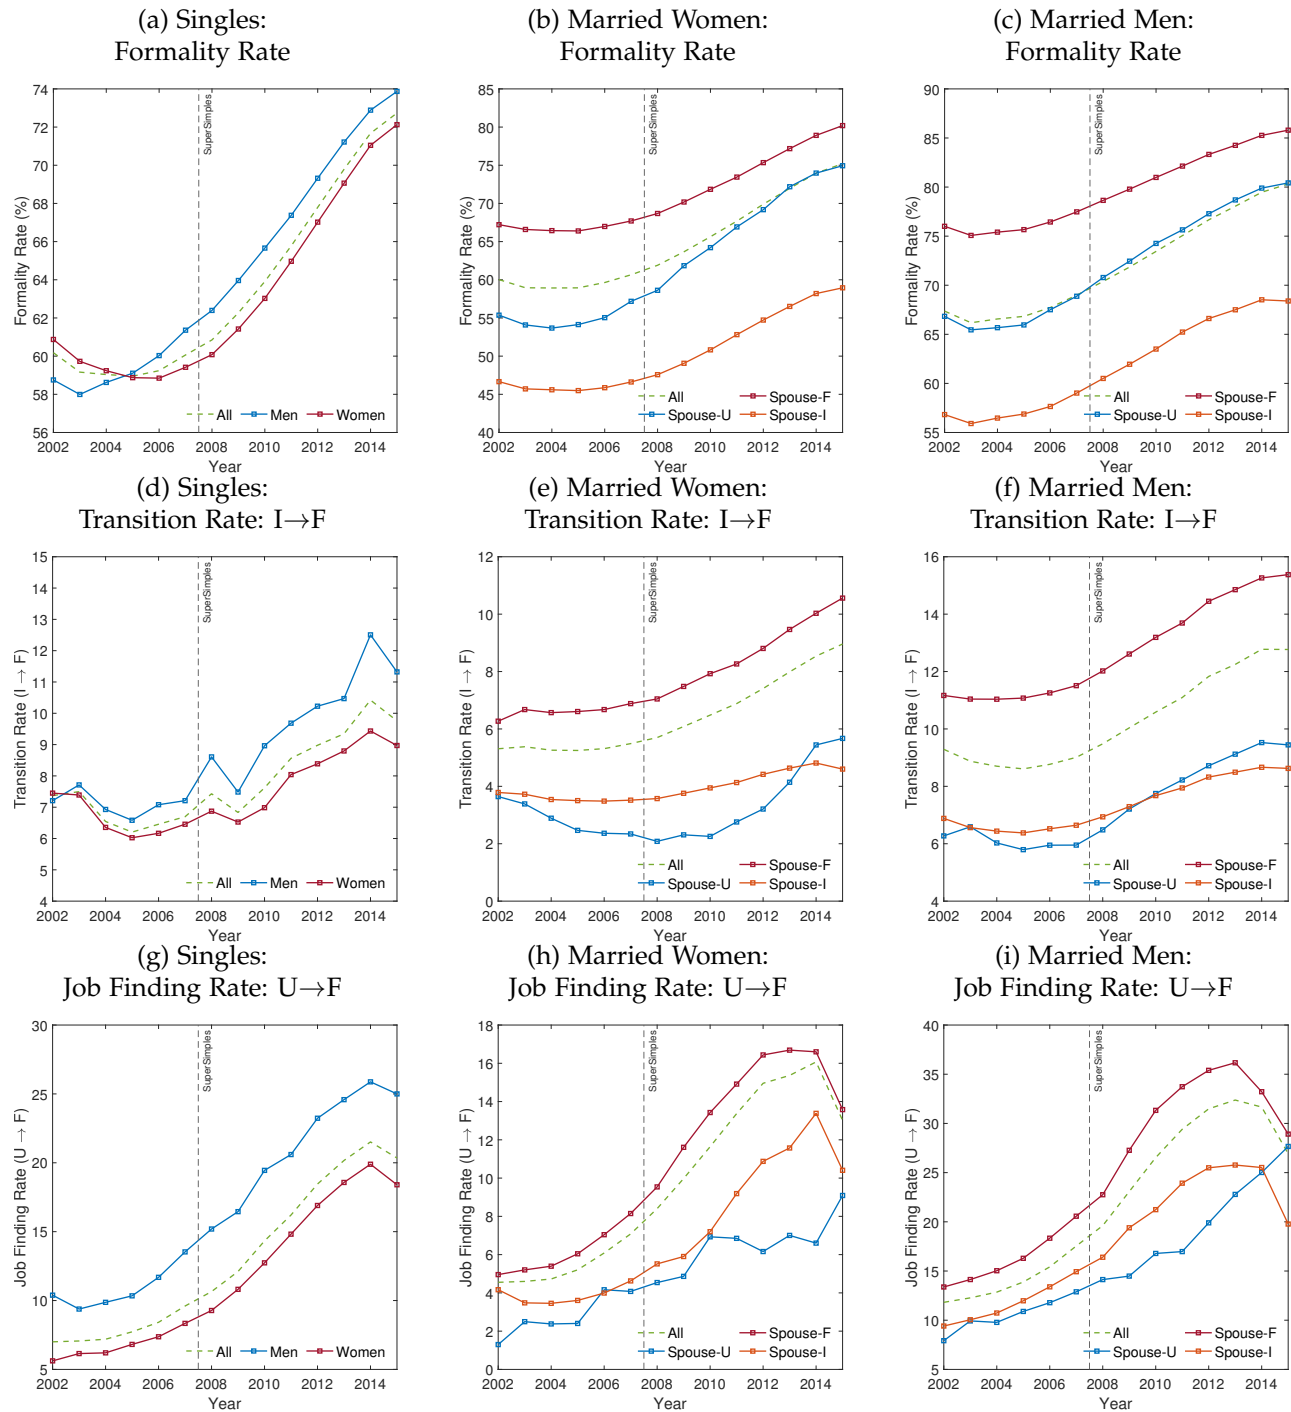 (a) Singles:
Formality Rate
74
72
70
68
66
64
62
60
58
56
Formality Rate (%)
SuperSimples
All Men Women
2002 2004 2006 2008 2010 2012 2014
Year
(b) Married Women:
Formality Rate
85
80
75
70
65
60
55
50
45
40
Formality Rate (%)
SuperSimples
All Spouse-F
Spouse-U Spouse-I
2002 2004 2006 2008 2010 2012 2014
Year
(c) Married Men:
Formality Rate
90
85
80
75
70
65
60
55
Formality Rate (%)
SuperSimples
All Spouse-F
Spouse-U Spouse-I
2002 2004 2006 2008 2010 2012 2014
Year
(d) Singles:
Transition Rate: I→F
15
14
13
12
11
10
9
8
7
6
5
4
Transition Rate (I → F)
SuperSimples
All Men Women
2002 2004 2006 2008 2010 2012 2014
Year
(e) Married Women:
Transition Rate: I→F
12
10
8
6
4
2
0
Transition Rate (I → F)
SuperSimples
All Spouse-F
Spouse-U Spouse-I
2002 2004 2006 2008 2010 2012 2014
Year
(f) Married Men:
Transition Rate: I→F
16
14
12
10
8
6
4
Transition Rate (I → F)
SuperSimples
All Spouse-F
Spouse-U Spouse-I
2002 2004 2006 2008 2010 2012 2014
Year
(g) Singles:
Job Finding Rate: U→F
30
25
20
15
10
5
Job Finding Rate (U → F)
SuperSimples
All Men Women
2002 2004 2006 2008 2010 2012 2014
Year
(h) Married Women:
Job Finding Rate: U→F
18
16
14
12
10
8
6
4
2
0
Job Finding Rate (U → F)
SuperSimples
All Spouse-F
Spouse-U Spouse-I
2002 2004 2006 2008 2010 2012 2014
Year
(i) Married Men:
Job Finding Rate: U→F
40
35
30
25
20
15
10
5
Job Finding Rate (U → F)
SuperSimples
All Spouse-F
Spouse-U Spouse-I
2002 2004 2006 2008 2010 2012 2014
Year